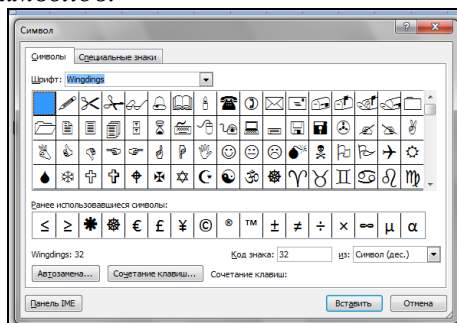 Символ
Символы Специальные знаки
Шрифт: Wingdings
Ранее использовавшиеся символы:
≤ ≥ € £ ¥ © ® ™ ± ≠ ÷ × ∞ µ α
Wingdings: 32 Код знака: 32 из: Символ (дес.)
Автозамена... Сочетание клавиш... Сочетание клавиш:
Панель IME Вставить Отмена